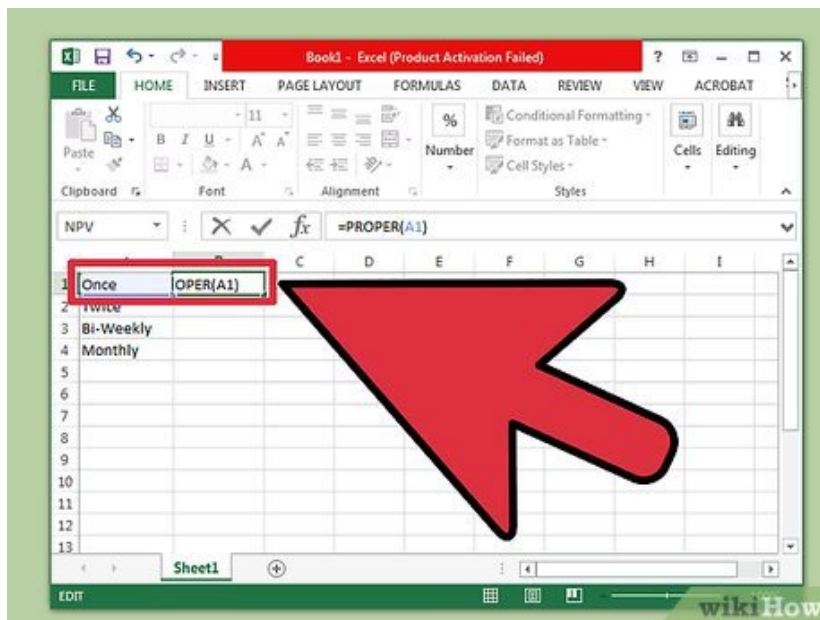 Book1 - Excel (Product Activation Failed)
FILE HOME INSERT PAGE LAYOUT FORMULAS DATA REVIEW VIEW ACROBAT
11
%
Conditional Formatting
B I U A A
Format as Table
Paste
Number
Cells Editing
A
Cell Styles
Clipboard Font Alignment Styles
NPV fx =PROPER(A1)
C D E F G H I
1 Once OPER(A1)
2 Twice
3 Bi-Weekly
4 Monthly
5
6
7
8
9
10
11
12
13
Sheet1
EDIT
wikiHow